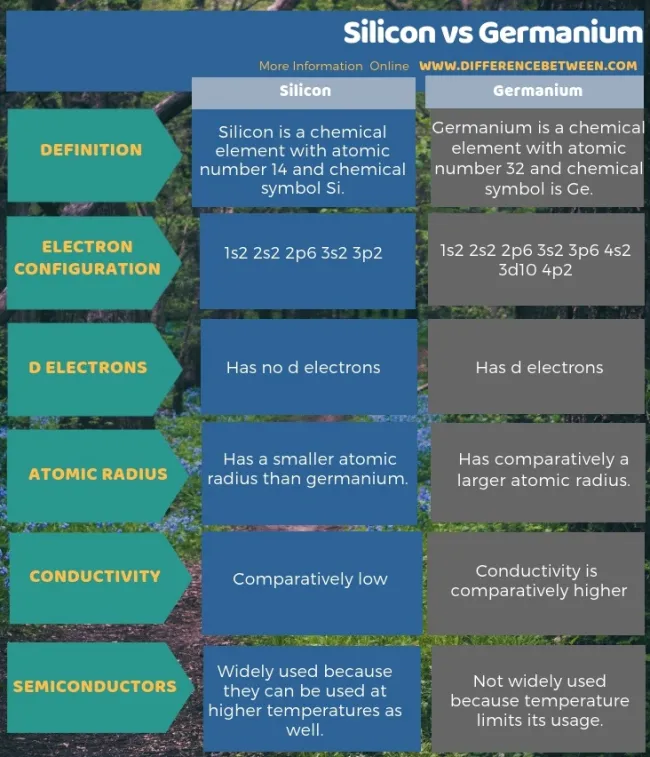 Silicon vs Germanium
More Information Online WWW.DIFFERENCEBETWEEN.COM
Silicon
Germanium
DEFINITION
Silicon is a chemical
element with atomic
number 14 and chemical
symbol Si.
Germanium is a chemical
element with atomic
number 32 and chemical
symbol is Ge.
ELECTRON
CONFIGURATION
1s2 2s2 2p6 3s2 3p2
1s2 2s2 2p6 3s2 3p6 4s2
3d10 4p2
D ELECTRONS
Has no d electrons
Has d electrons
ATOMIC RADIUS
Has a smaller atomic
radius than germanium.
Has comparatively a
larger atomic radius.
CONDUCTIVITY
Comparatively low
Conductivity is
comparatively higher
SEMICONDUCTORS
Widely used because
they can be used at
higher temperatures as
well.
Not widely used
because temperature
limits its usage.